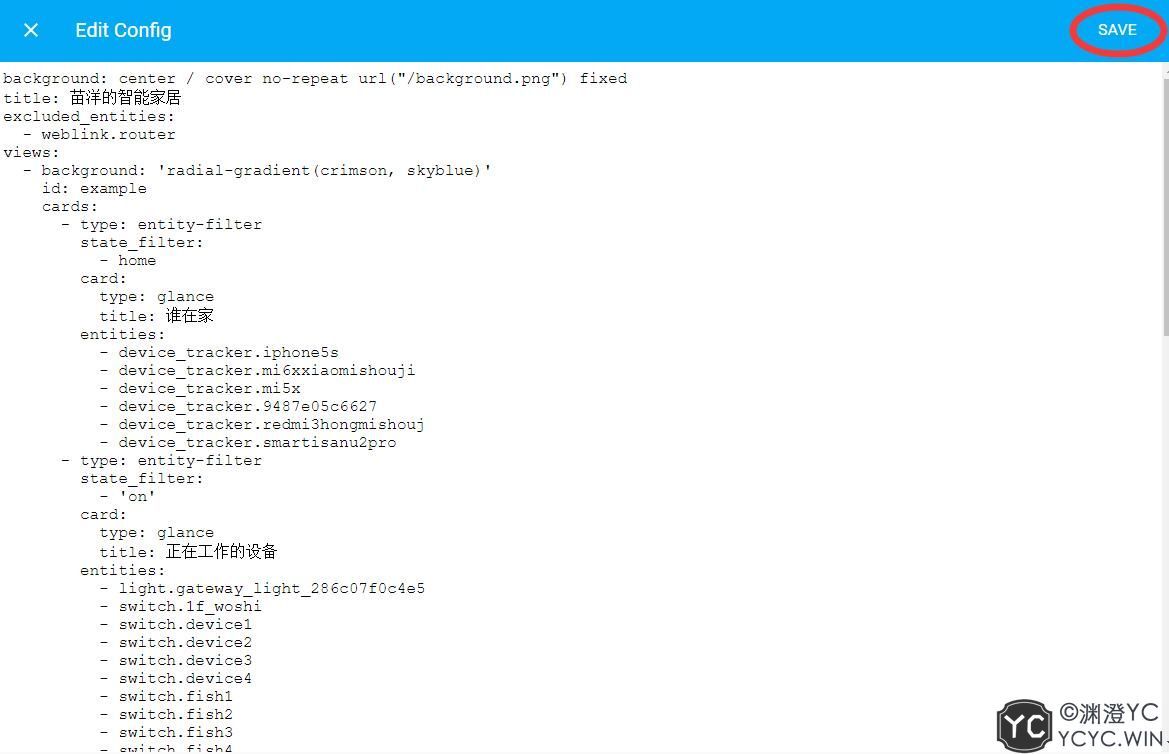 Edit Config
SAVE
background: center / cover no-repeat url("/background.png") fixed
title: 苗洋的智能家居
excluded_entities:
  - weblink.router
views:
  - background: 'radial-gradient(crimson, skyblue)'
    id: example
    cards:
      - type: entity-filter
        state_filter:
          - home
        card:
          type: glance
          title: 谁在家
        entities:
          - device_tracker.iphone5s
          - device_tracker.mi6xxiaomishouji
          - device_tracker.mi5x
          - device_tracker.9487e05c6627
          - device_tracker.redmi3hongmishouj
          - device_tracker.smartisanu2pro
      - type: entity-filter
        state_filter:
          - 'on'
        card:
          type: glance
          title: 正在工作的设备
        entities:
          - light.gateway_light_286c07f0c4e5
          - switch.1f_woshi
          - switch.device1
          - switch.device2
          - switch.device3
          - switch.device4
          - switch.fish1
          - switch.fish2
          - switch.fish3
          - switch.fish4
YC
©渊澄YC
YCYC.WIN